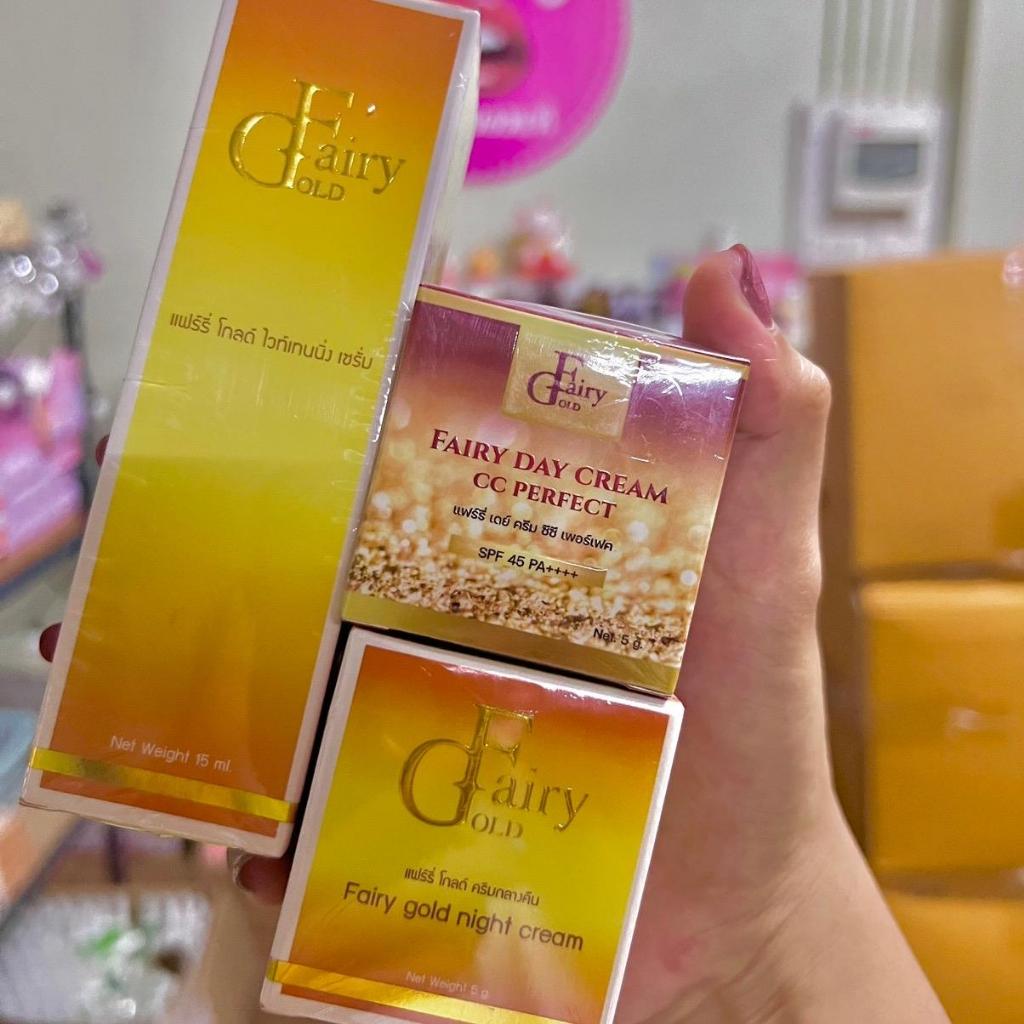 Fairy
GOLD
แฟร์รี่ โกลด์ ไวท์เทนนิ่ง เซรั่ม
Net Weight 15 ml.
Fairy
GOLD
FAIRY DAY CREAM
CC PERFECT
แฟร์รี่ เดย์ ครีม ซีซี เพอร์เฟค
SPF 45 PA++++
Net. 5 g.
Fairy
GOLD
แฟร์รี่ โกลด์ ครีมกลางคืน
Fairy gold night cream
Net Weight 5 g